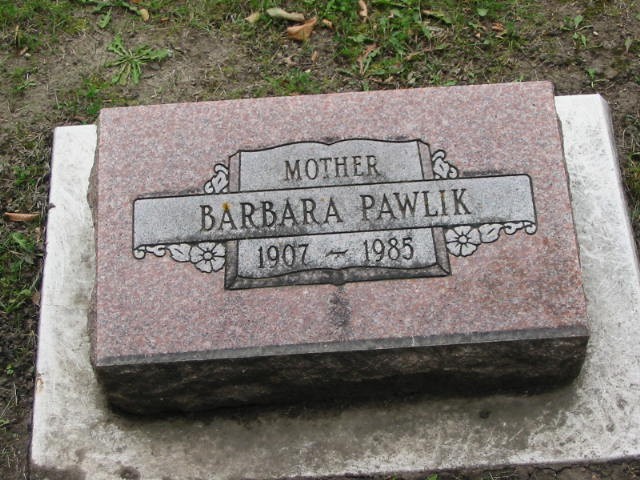 MOTHER
BARBARA PAWLIK
1907 ~ 1985